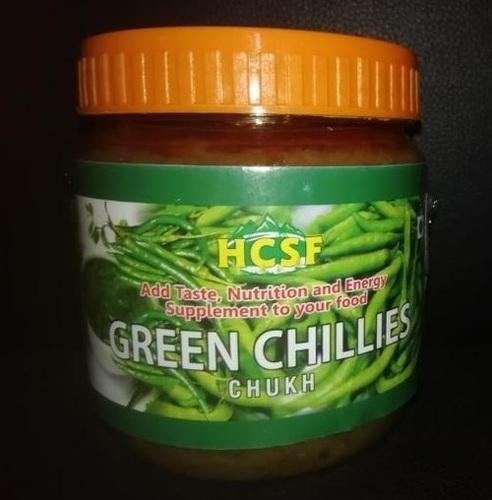 HCSF
Add Taste, Nutrition and Energy
Supplement to your food
GREEN CHILLIES
CHUKH